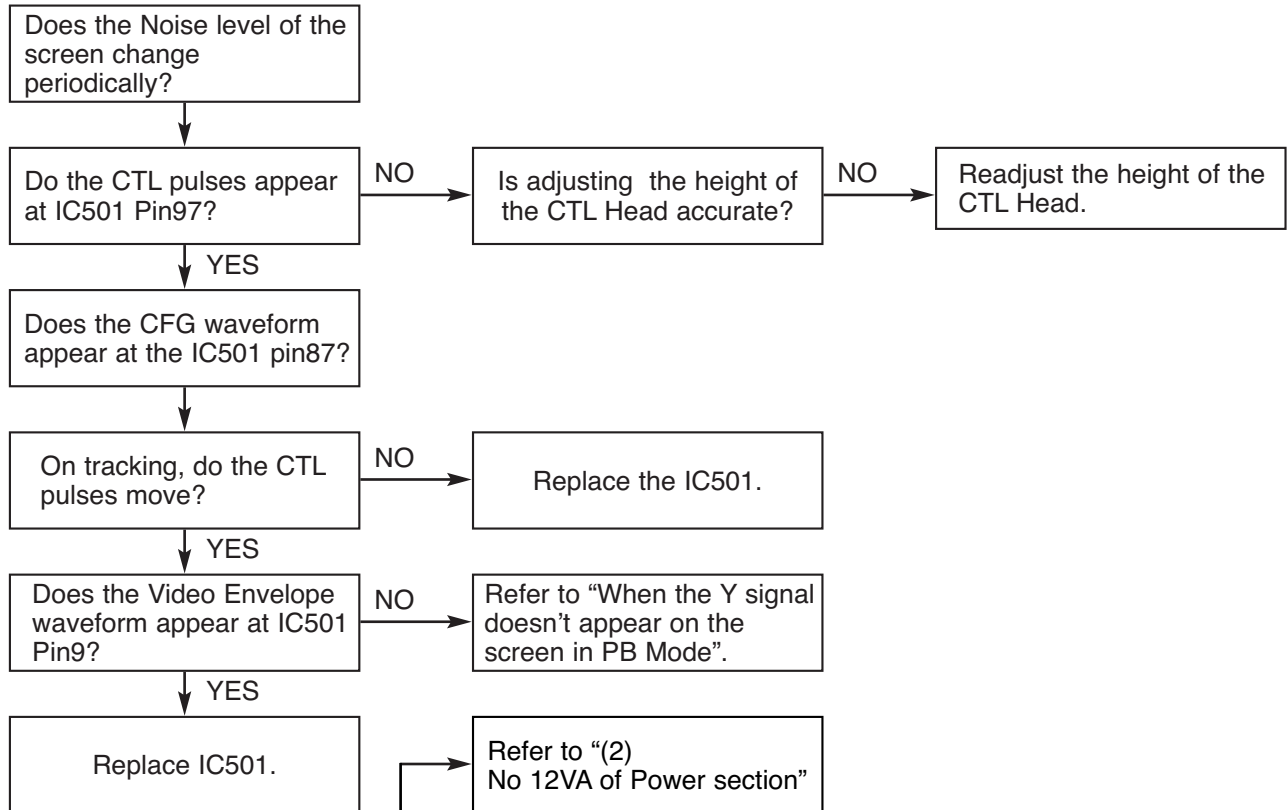 Does the Noise level of the
screen change
periodically?
Do the CTL pulses appear
at IC501 Pin97?
NO
Is adjusting  the height of
the CTL Head accurate?
NO
Readjust the height of the
CTL Head.
YES
Does the CFG waveform
appear at the IC501 pin87?
On tracking, do the CTL
pulses move?
NO
Replace the IC501.
YES
Does the Video Envelope
waveform appear at IC501
Pin9?
NO
Refer to “When the Y signal
doesn't appear on the
screen in PB Mode”.
YES
Replace IC501.
Refer to “(2)
No 12VA of Power section”